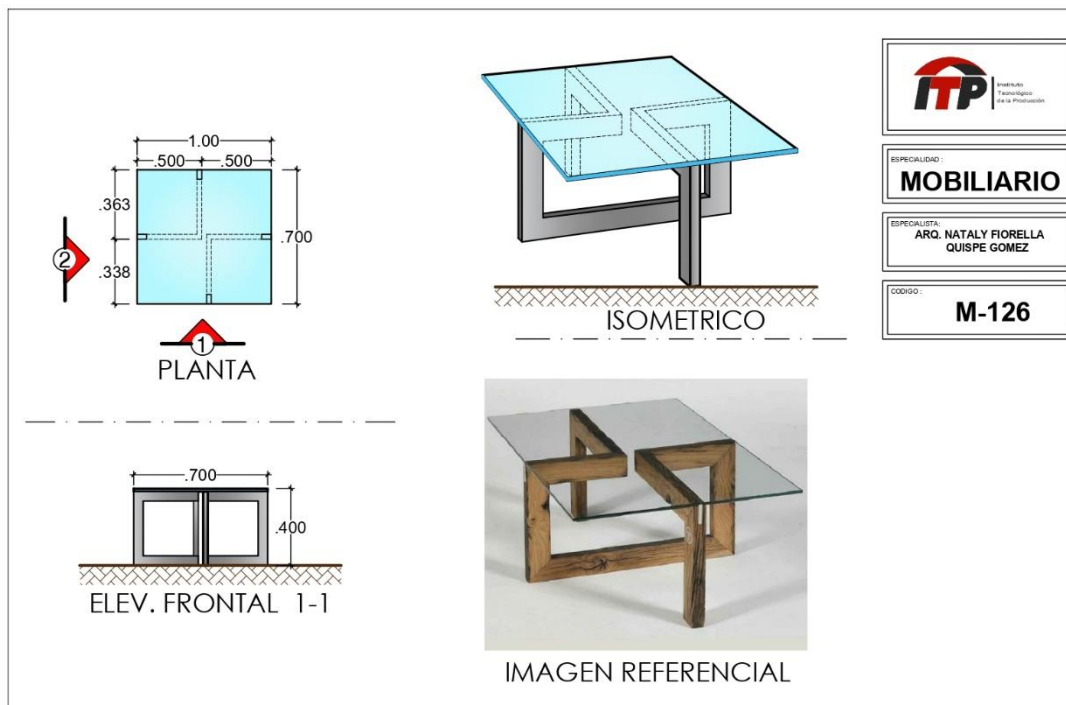 1.00
.500 .500
.363
.700
2
.338
1
PLANTA
.700
.400
ELEV. FRONTAL 1-1
ISOMETRICO
IMAGEN REFERENCIAL
ITP
Instituto
Tecnológico
de la Producción
ESPECIALIDAD :
MOBILIARIO
ESPECIALISTA:
ARQ. NATALY FIORELLA
QUISPE GOMEZ
CODIGO :
M-126